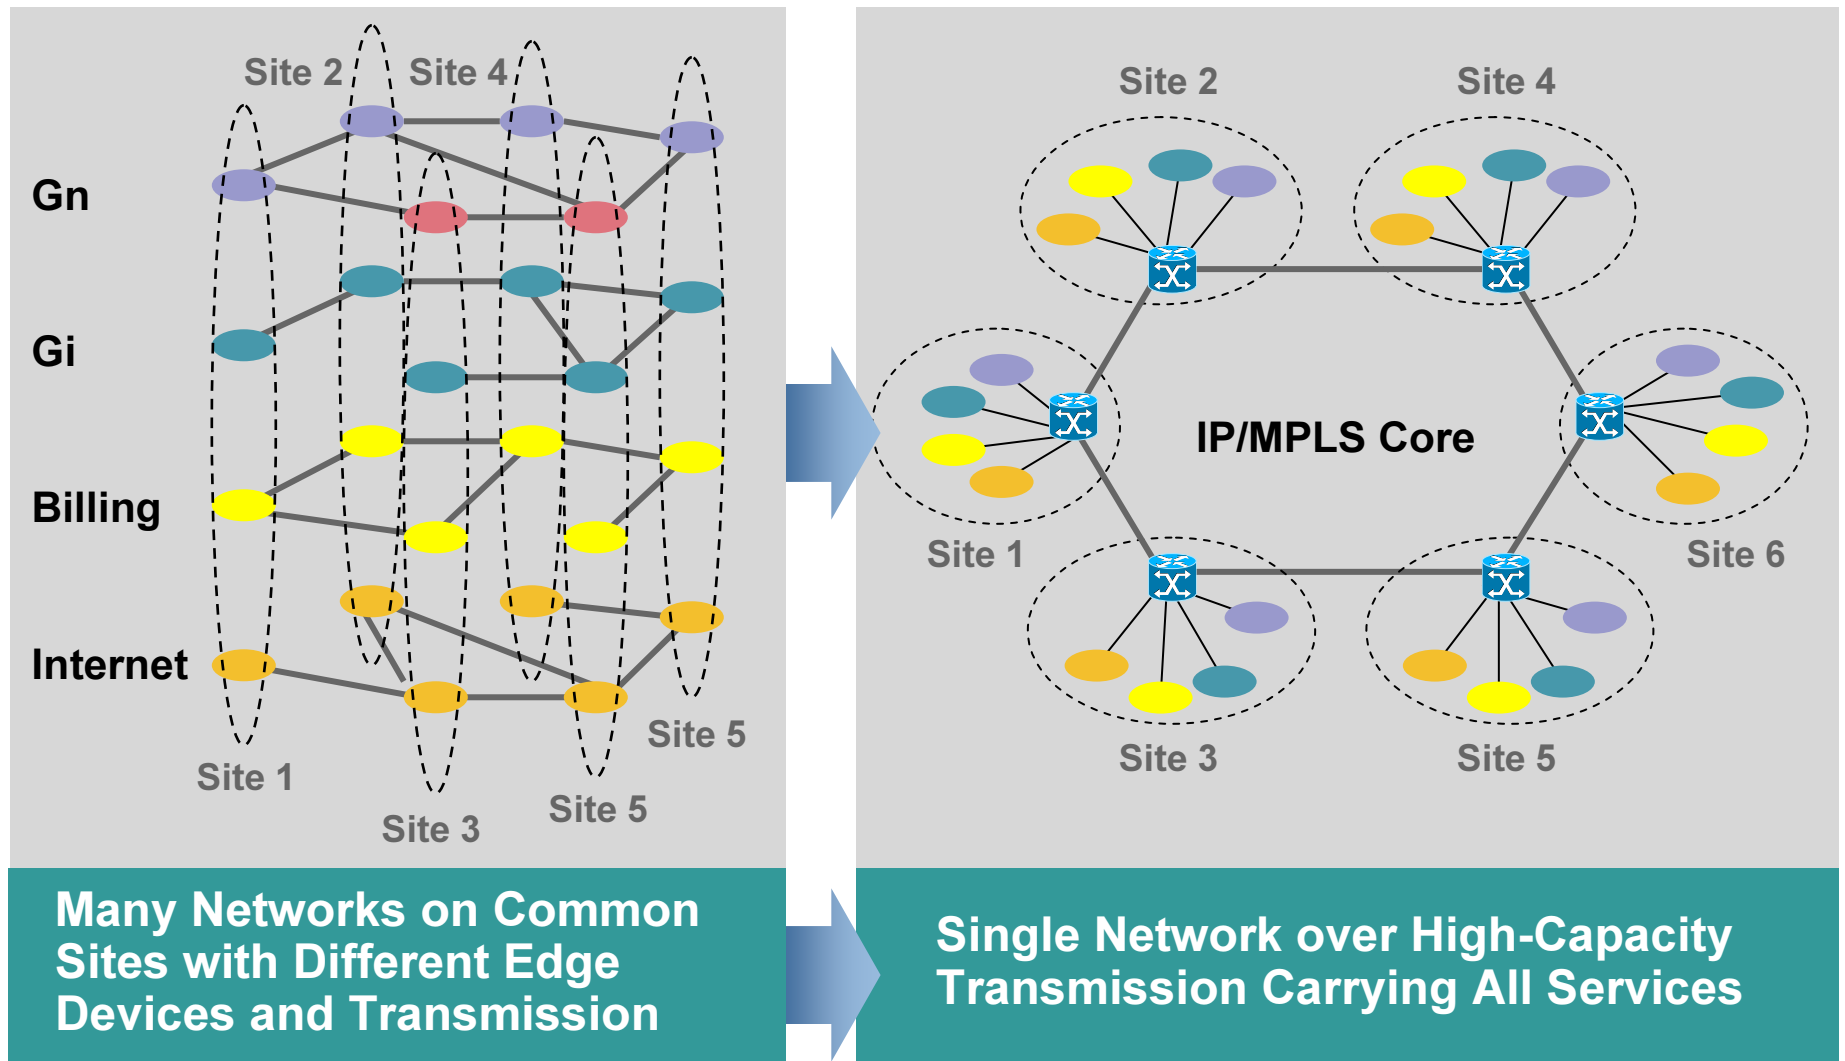 Site 2
Site 4
Gn
Gi
Billing
Internet
Site 1
Site 3
Site 5
Site 5
Many Networks on Common
Sites with Different Edge
Devices and Transmission
Site 2
Site 4
IP/MPLS Core
Site 1
Site 6
Site 3
Site 5
Single Network over High-Capacity
Transmission Carrying All Services